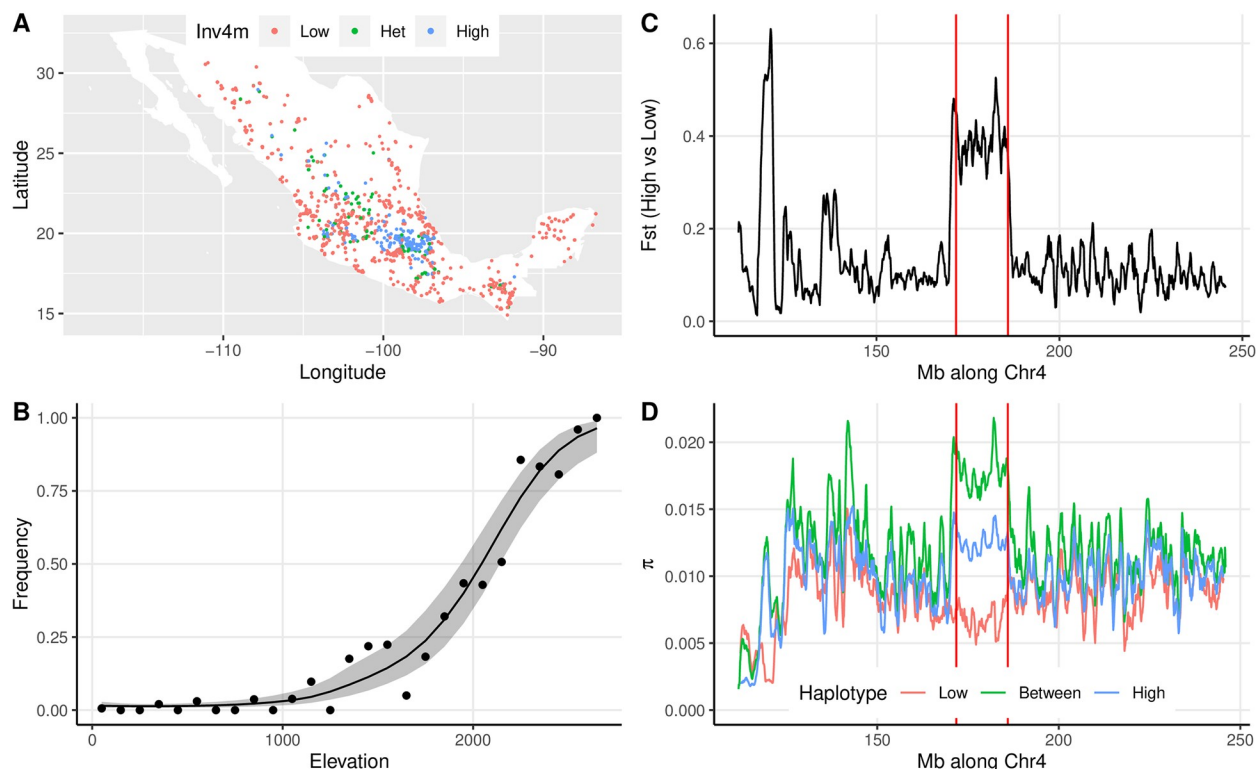 A
Inv4m Low Het High
30
25
20
15
Latitude
−110 −100 −90
Longitude
B
1.00
0.75
0.50
0.25
0.00
Frequency
0 1000 2000
Elevation
C
0.6
0.4
0.2
0.0
Fst (High vs Low)
150 200 250
Mb along Chr4
D
0.020
0.015
0.010
0.005
0.000
π
Haplotype Low Between High
150 200 250
Mb along Chr4